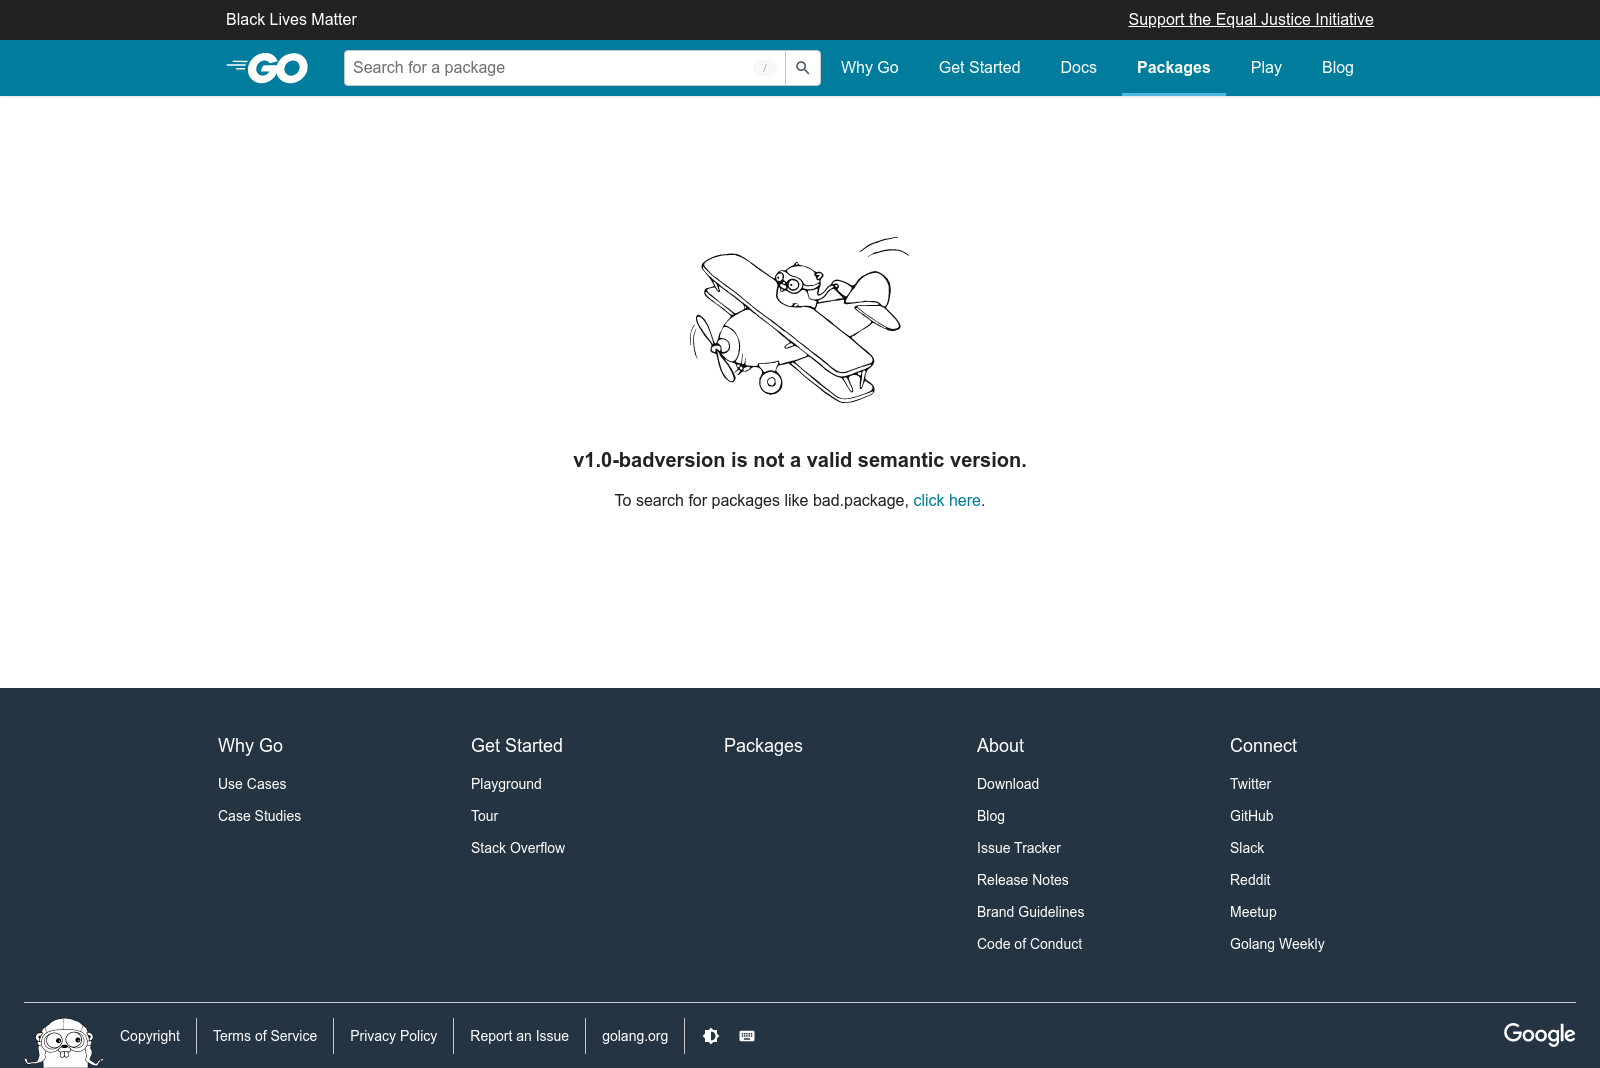 Black Lives Matter
Support the Equal Justice Initiative
GO
Search for a package
/
Why Go
Get Started
Docs
Packages
Play
Blog
v1.0-badversion is not a valid semantic version.
To search for packages like bad.package, click here.
Why Go
Use Cases
Case Studies
Get Started
Playground
Tour
Stack Overflow
Packages
About
Download
Blog
Issue Tracker
Release Notes
Brand Guidelines
Code of Conduct
Connect
Twitter
GitHub
Slack
Reddit
Meetup
Golang Weekly
Copyright
Terms of Service
Privacy Policy
Report an Issue
golang.org
Google